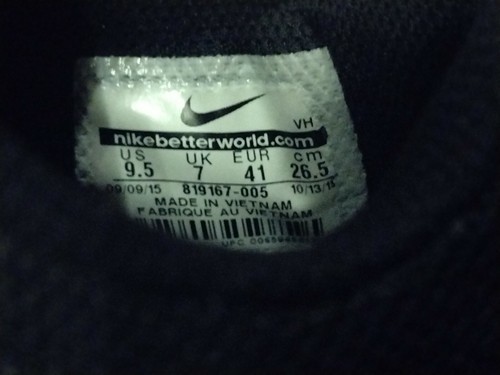 VH
nikebetterworld.com
US UK EUR cm
9.5 7 41 26.5
09/09/15 819167-005 10/13/15
MADE IN VIETNAM
FABRIQUE AU VIETNAM
UPC